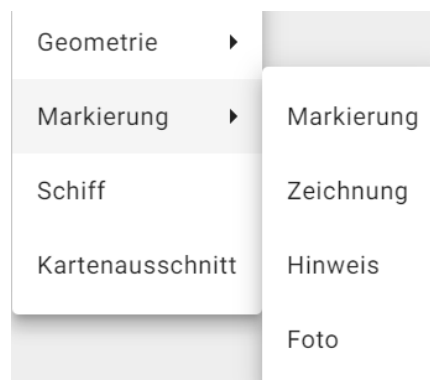 Geometrie
Markierung
Schiff
Kartenausschnitt
Markierung
Zeichnung
Hinweis
Foto